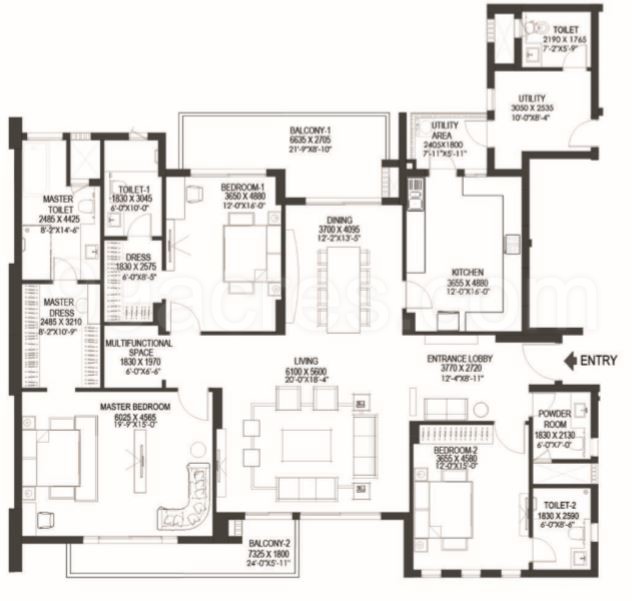 TOILET
2190 X 1765
7'-2"X5'-9"
UTILITY
3050 X 2535
10'-0"X8'-4"
UTILITY
AREA
2405X1800
7'-11"X5'-11"
BALCONY-1
6635 X 2705
21'-9"X8'-10"
MASTER
TOILET
2485 X 4425
8'-2"X14'-6"
TOILET-1
1830 X 3045
6'-0"X10'-0"
BEDROOM-1
3650 X 4880
12'-0"X16'-0"
DINING
3700 X 4095
12'-2"X13'-5"
KITCHEN
3655 X 4880
12'-0"X16'-0"
DRESS
1830 X 2575
6'-0"X8'-5"
MASTER
DRESS
2485 X 3210
8'-2"X10'-9"
MULTIFUNCTIONAL
SPACE
1830 X 1970
6'-0"X6'-6"
LIVING
6100 X 5600
20'-0"X18'-4"
ENTRANCE LOBBY
3770 X 2720
12'-4"X8'-11"
ENTRY
MASTER BEDROOM
6025 X 4565
19'-9"X15'-0"
POWDER
ROOM
1830 X 2130
6'-0"X7'-0"
BEDROOM-2
3655 X 4580
12'-0"X15'-0"
TOILET-2
1830 X 2590
6'-0"X8'-6"
BALCONY-2
7325 X 1800
24'-0"X5'-11"